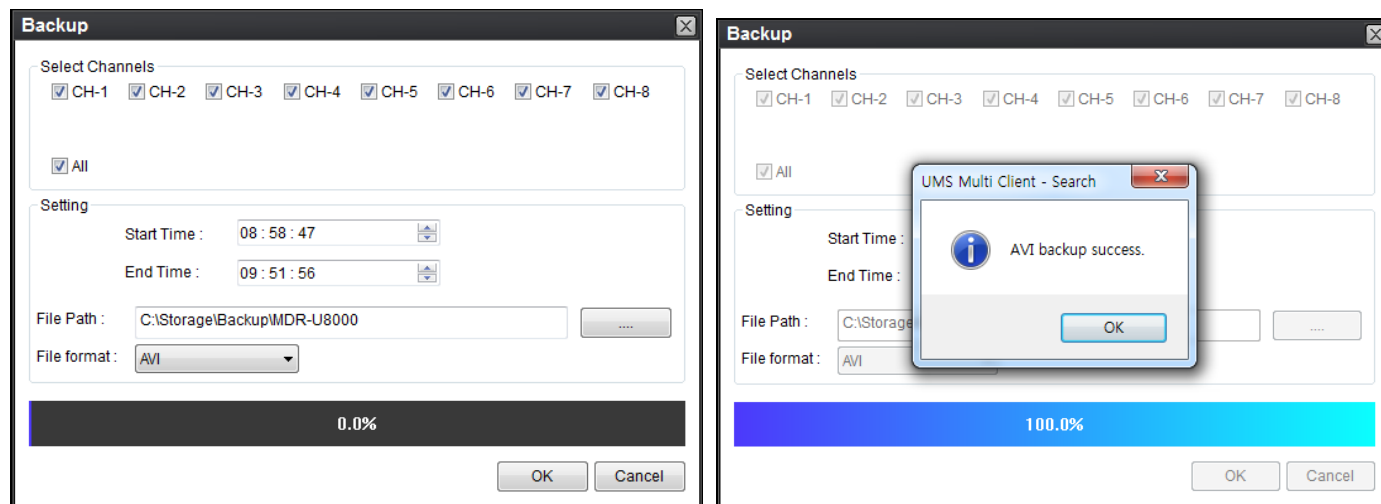 Backup
Select Channels
CH-1 CH-2 CH-3 CH-4 CH-5 CH-6 CH-7 CH-8
All
Setting
Start Time : 08 : 58 : 47
End Time : 09 : 51 : 56
File Path : C:\Storage\Backup\MDR-U8000 ....
File format : AVI
0.0%
OK Cancel
Backup
Select Channels
CH-1 CH-2 CH-3 CH-4 CH-5 CH-6 CH-7 CH-8
All
UMS Multi Client - Search
AVI backup success.
OK
Setting
Start Time :
End Time :
File Path : C:\Storage ....
File format : AVI
100.0%
OK Cancel